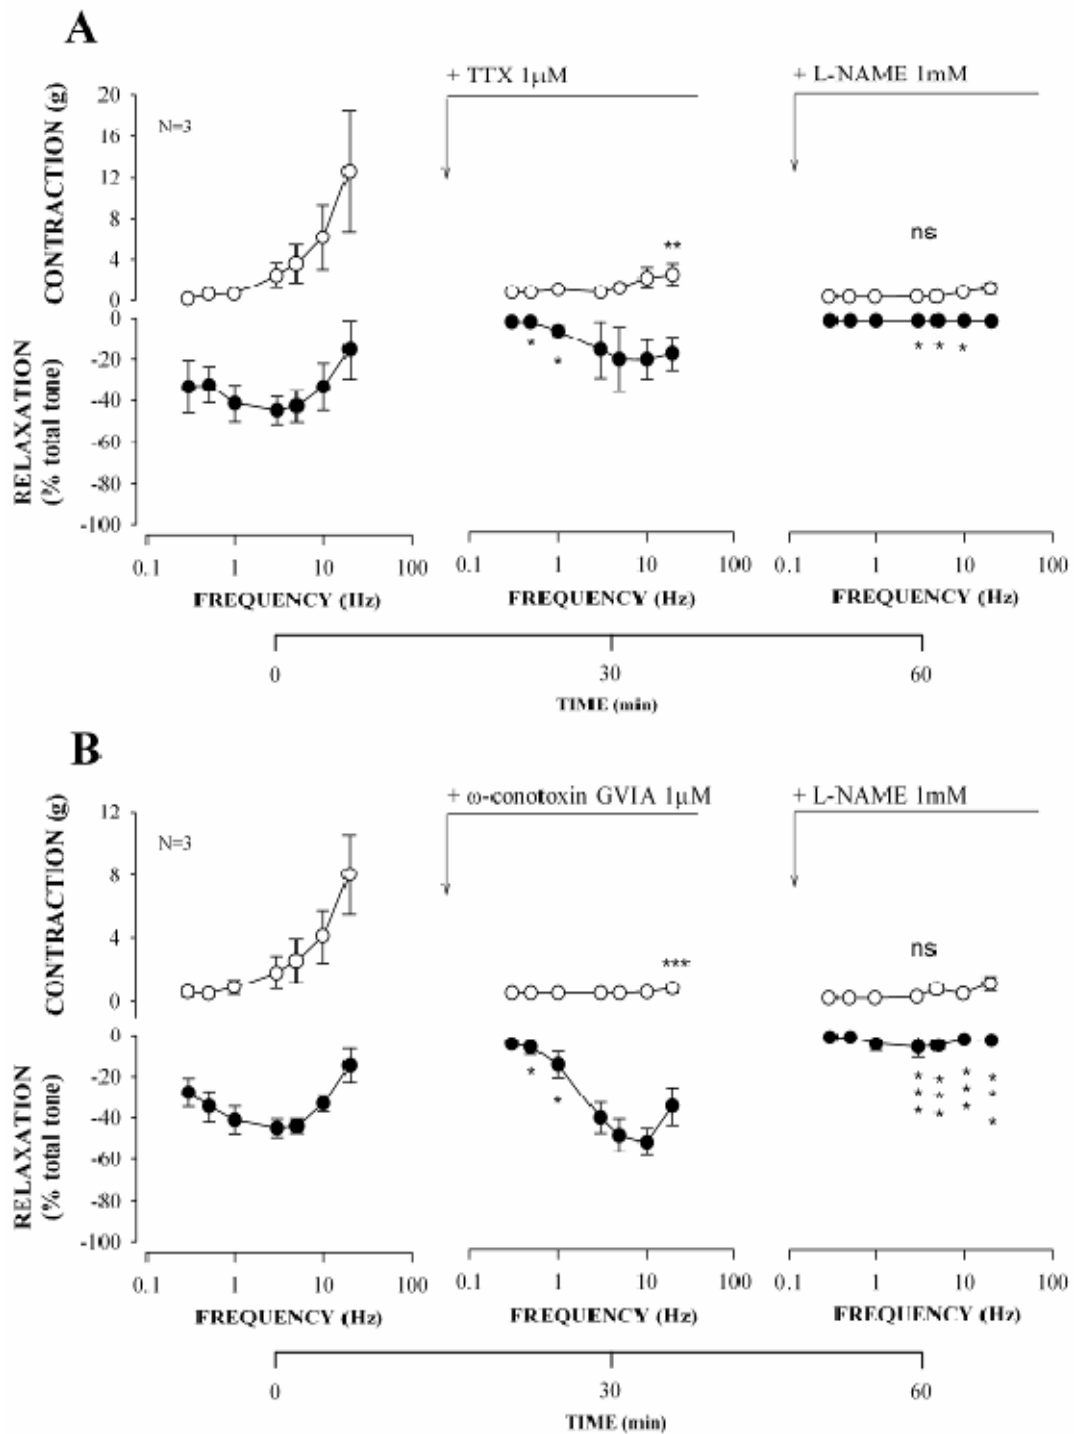 A
+ TTX 1μM
+ L-NAME 1mM
CONTRACTION (g)
20
16
12
8
4
0
N=3
**
ns
RELAXATION
(% total tone)
0
-20
-40
-60
-80
-100
* *
* * *
0.1 1 10 100
0.1 1 10 100
0.1 1 10 100
FREQUENCY (Hz)
FREQUENCY (Hz)
FREQUENCY (Hz)
0 30 60
TIME (min)
B
+ ω-conotoxin GVIA 1μM
+ L-NAME 1mM
CONTRACTION (g)
12
8
4
0
N=3
***
ns
RELAXATION
(% total tone)
0
-20
-40
-60
-80
-100
* *
* * * *
* * * *
* * * *
0.1 1 10 100
0.1 1 10 100
0.1 1 10 100
FREQUENCY (Hz)
FREQUENCY (Hz)
FREQUENCY (Hz)
0 30 60
TIME (min)